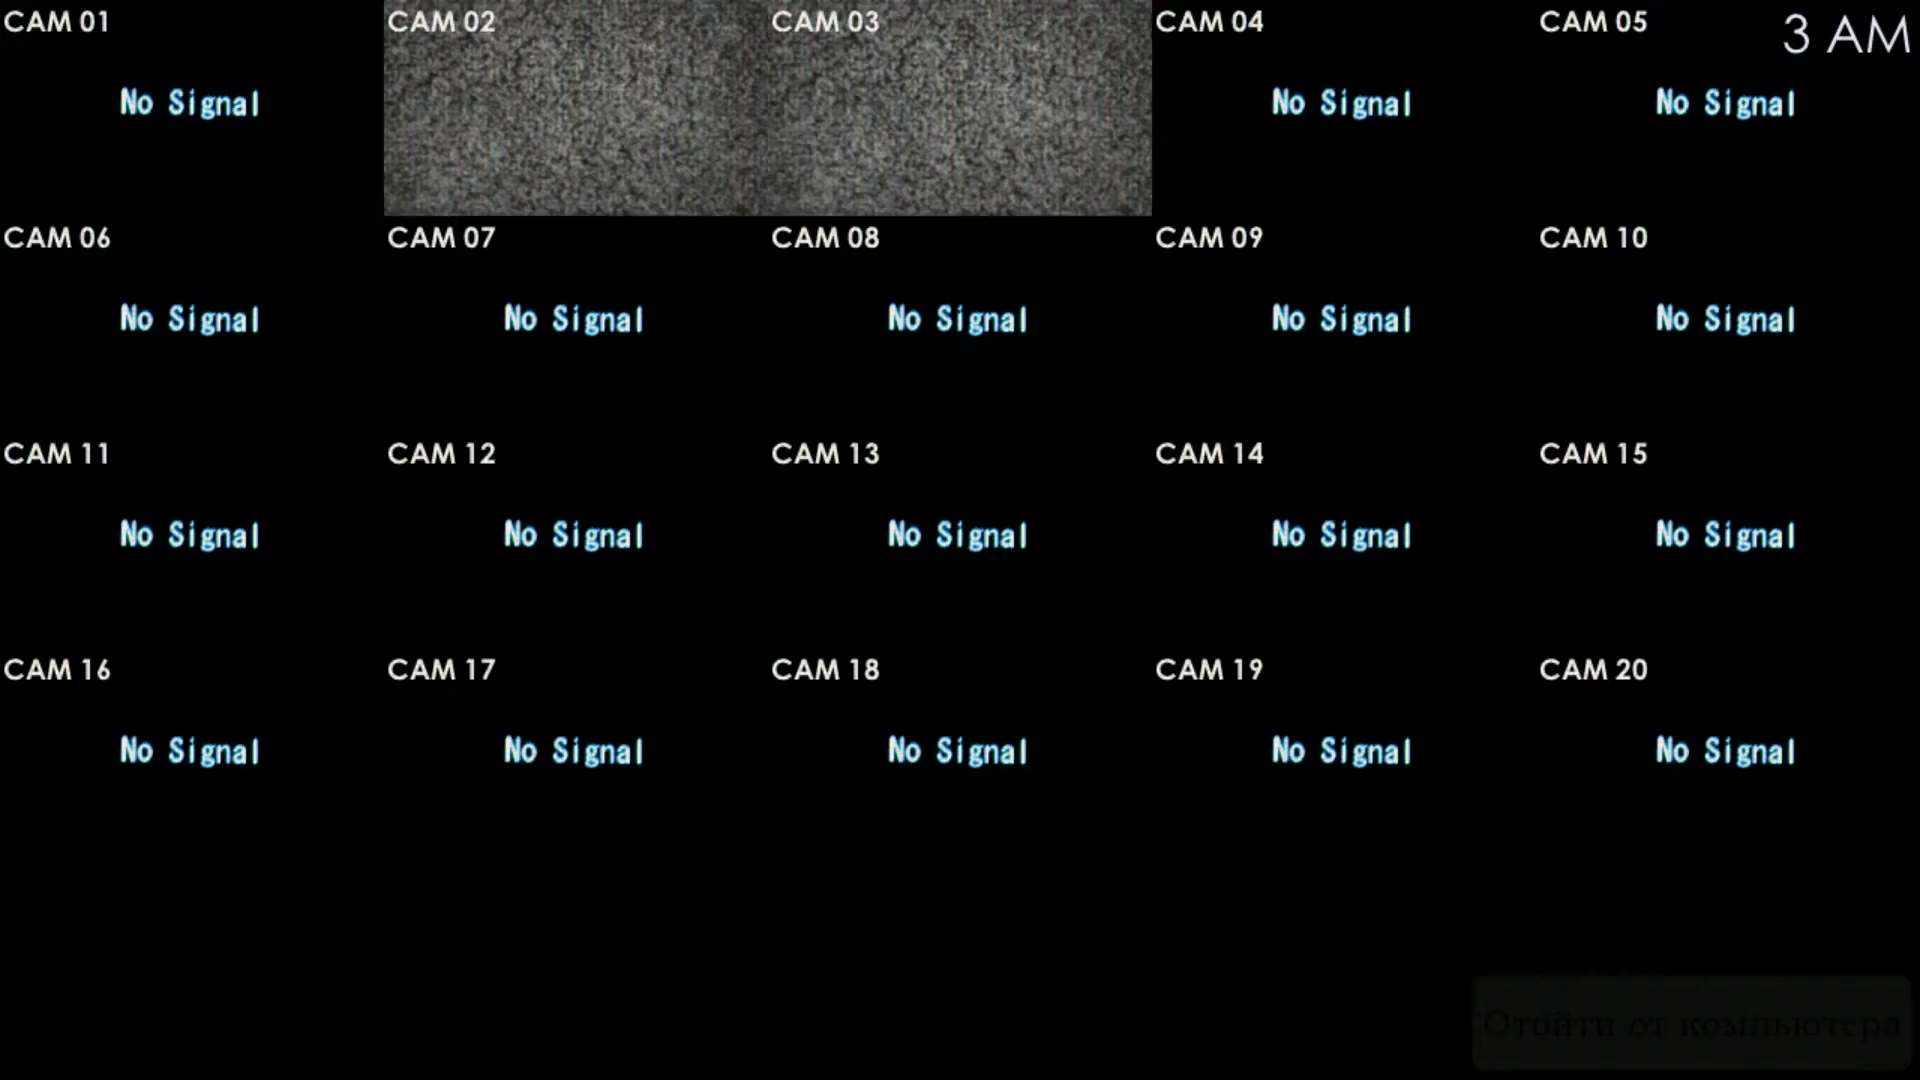 CAM 01
CAM 02
CAM 03
CAM 04
CAM 05
3 AM
No Signal
No Signal
No Signal
CAM 06
CAM 07
CAM 08
CAM 09
CAM 10
No Signal
No Signal
No Signal
No Signal
No Signal
CAM 11
CAM 12
CAM 13
CAM 14
CAM 15
No Signal
No Signal
No Signal
No Signal
No Signal
CAM 16
CAM 17
CAM 18
CAM 19
CAM 20
No Signal
No Signal
No Signal
No Signal
No Signal
Отойти от компьютера